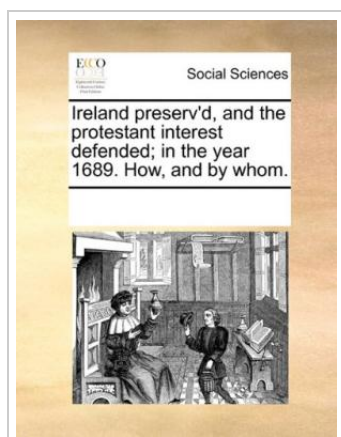 ECCO
Social Sciences
Ireland preserv'd, and the
protestant interest
defended; in the year
1689. How, and by whom.